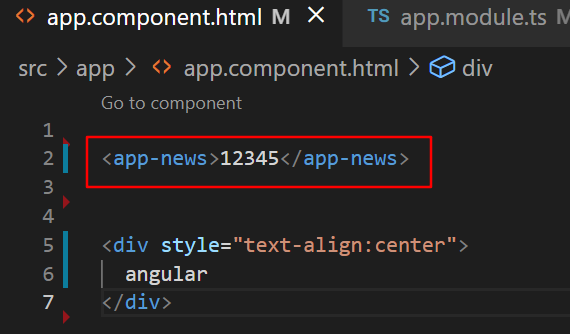 <> app.component.html M X TS app.module.ts M
src > app > <> app.component.html > div
Go to component
1
2 <app-news>12345</app-news>
3
4
5 <div style="text-align:center">
6 angular
7 </div>